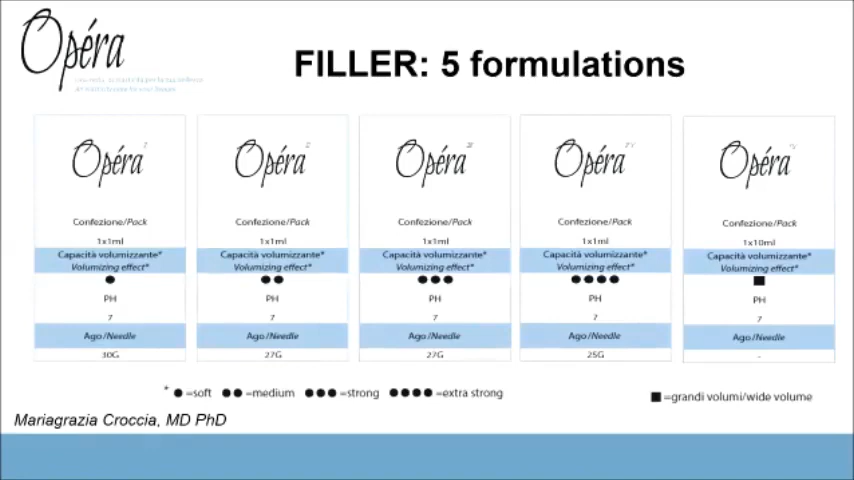 Opéra
FILLER: 5 formulations
Opéra
Confezione/Pack
1x1ml
Capacità volumizzante*
Volumizing effect*
PH
7
Ago/Needle
30G
Opéra
Confezione/Pack
1x1ml
Capacità volumizzante*
Volumizing effect*
PH
7
Ago/Needle
27G
Opéra
Confezione/Pack
1x1ml
Capacità volumizzante*
Volumizing effect*
PH
7
Ago/Needle
27G
Opéra
Confezione/Pack
1x1ml
Capacità volumizzante*
Volumizing effect*
PH
7
Ago/Needle
25G
Opéra
Confezione/Pack
1x10ml
Capacità volumizzante*
Volumizing effect*
PH
7
Ago/Needle
-
* ● =soft ●● =medium ●●● =strong ●●●● =extra strong
■ =grandi volumi/wide volume
Mariagrazia Croccia, MD PhD